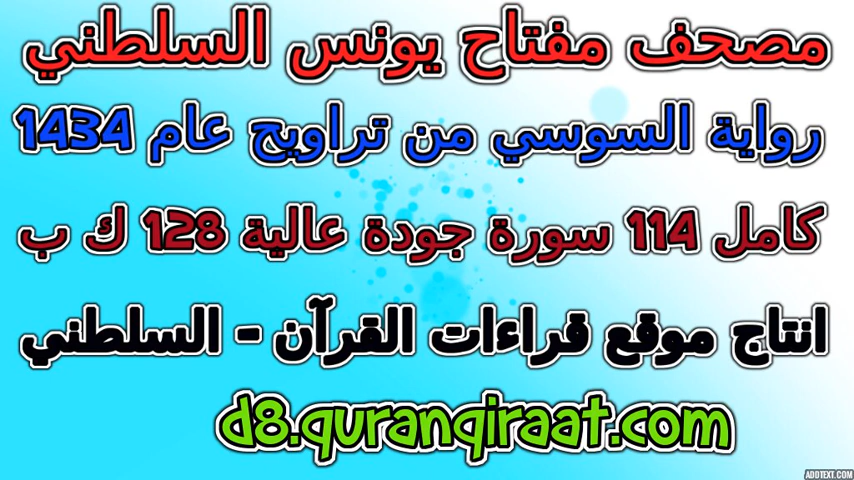 مصحف مفتاح يونس السلطني
رواية السوسي من تراويح عام 1434
كامل 114 سورة جودة عالية 128 ك ب
انتاج موقع قراءات القرآن - السلطني
d8.quranqiraat.com
ADDTEXT.COM